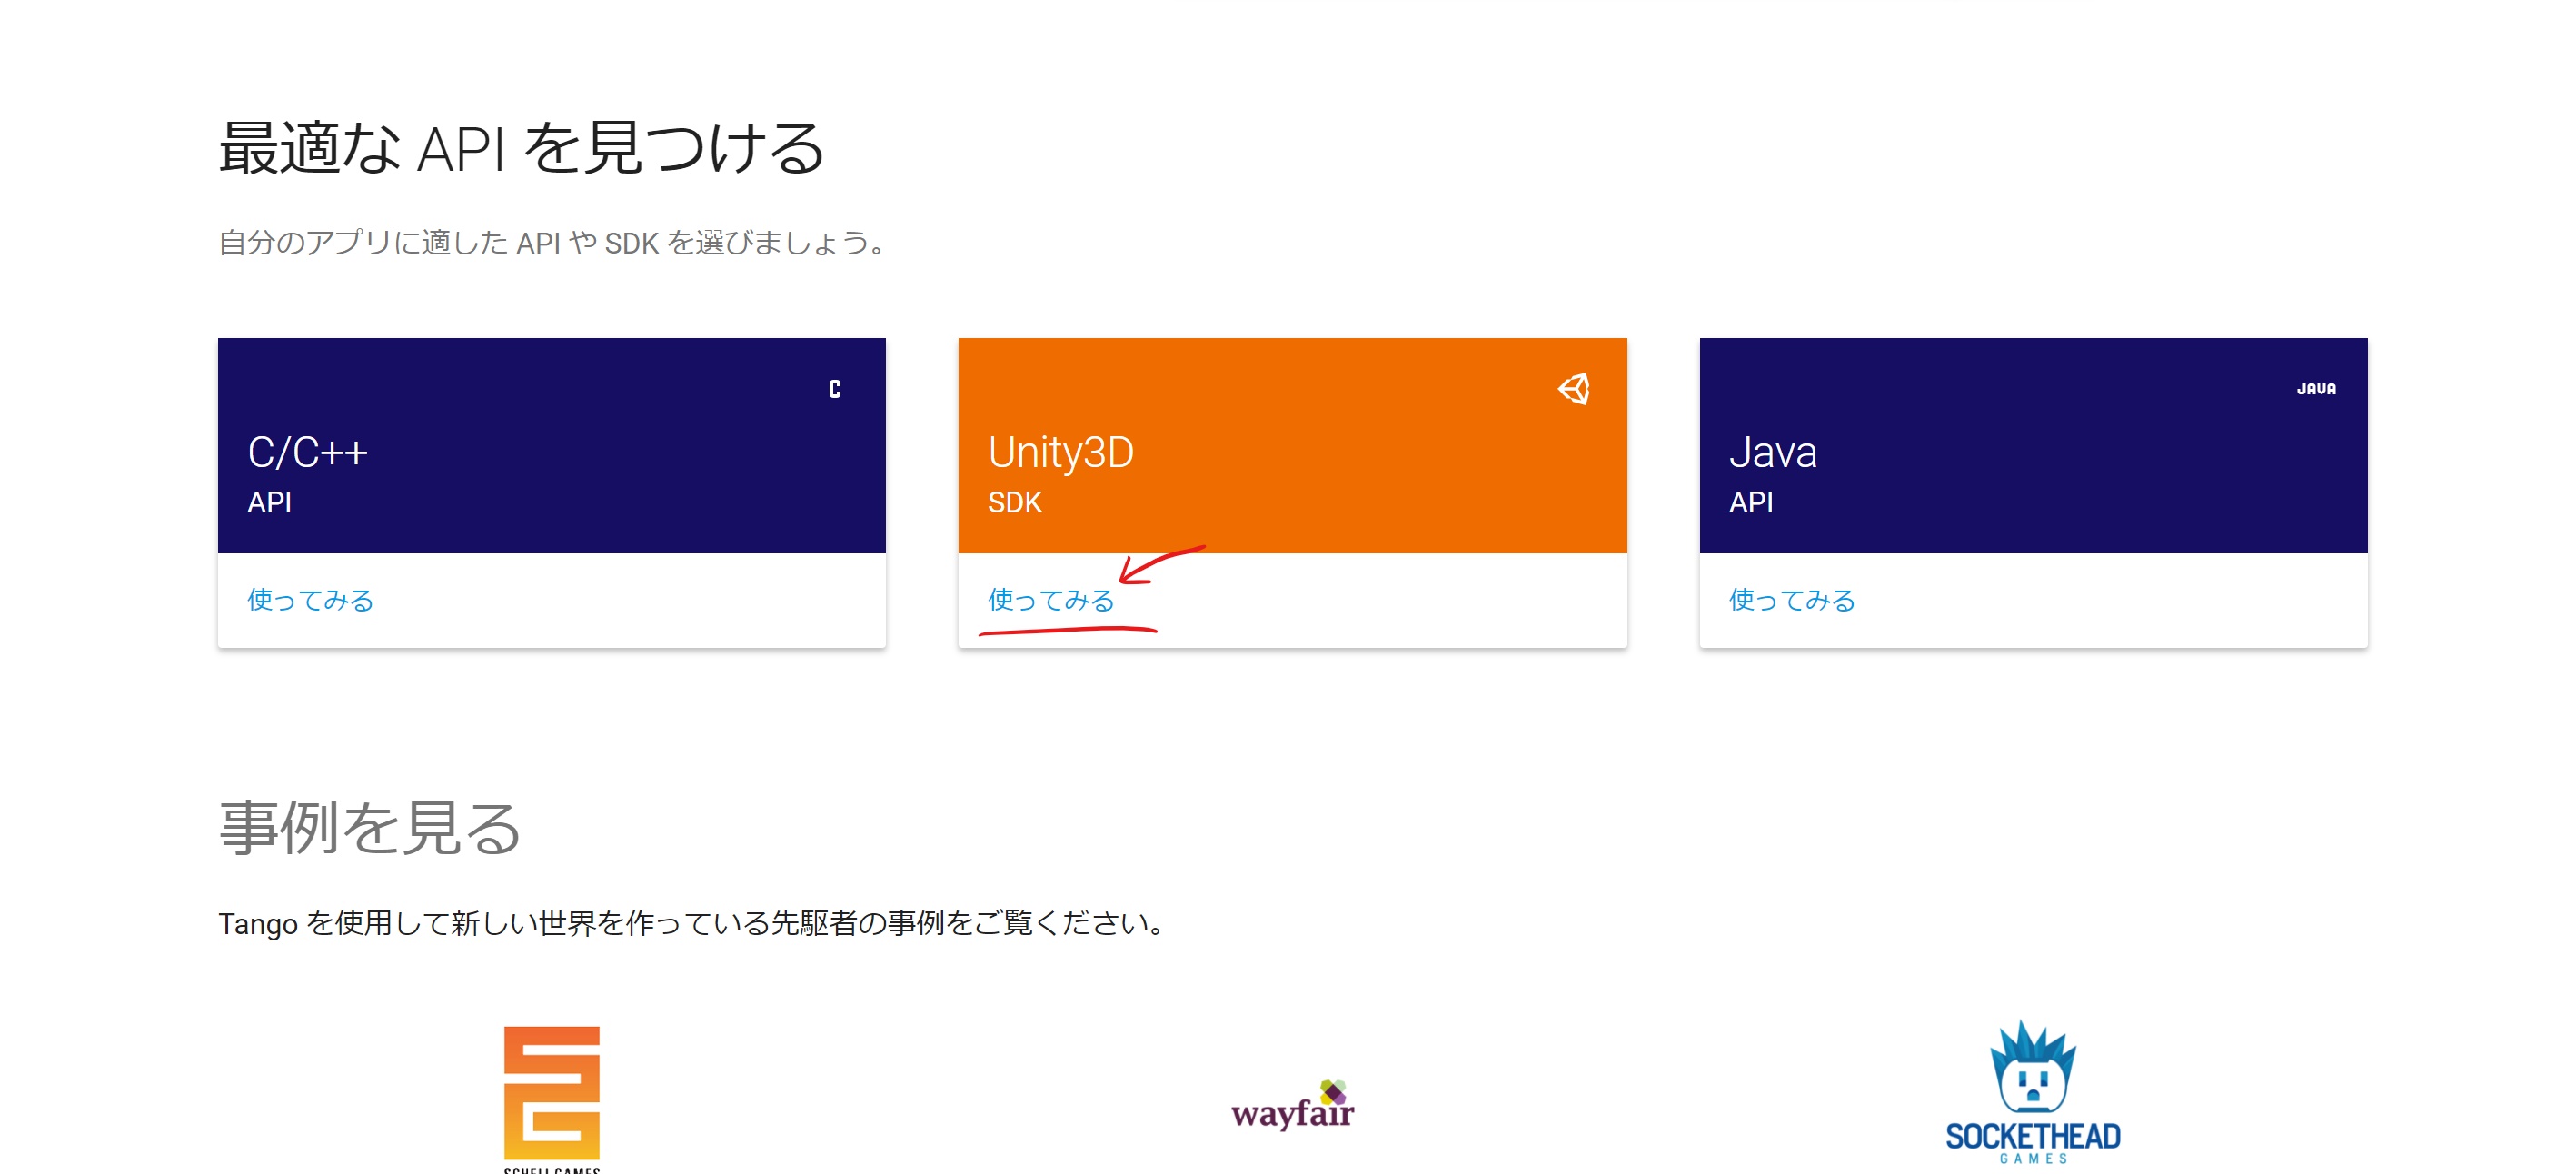 最適な API を見つける
自分のアプリに適した API や SDK を選びましょう。
C
C/C++
API
使ってみる
Unity3D
SDK
使ってみる
JAVA
Java
API
使ってみる
事例を見る
Tango を使用して新しい世界を作っている先駆者の事例をご覧ください。
SCHELL GAMES
wayfair
SOCKETHEAD
GAMES